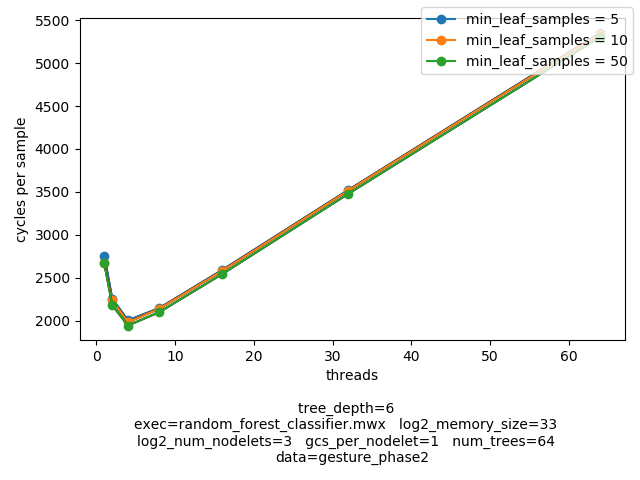 min_leaf_samples = 5
min_leaf_samples = 10
min_leaf_samples = 50
5500
5000
4500
4000
3500
3000
2500
2000
cycles per sample
0 10 20 30 40 50 60
threads
tree_depth=6
exec=random_forest_classifier.mwx log2_memory_size=33
log2_num_nodelets=3 gcs_per_nodelet=1 num_trees=64
data=gesture_phase2